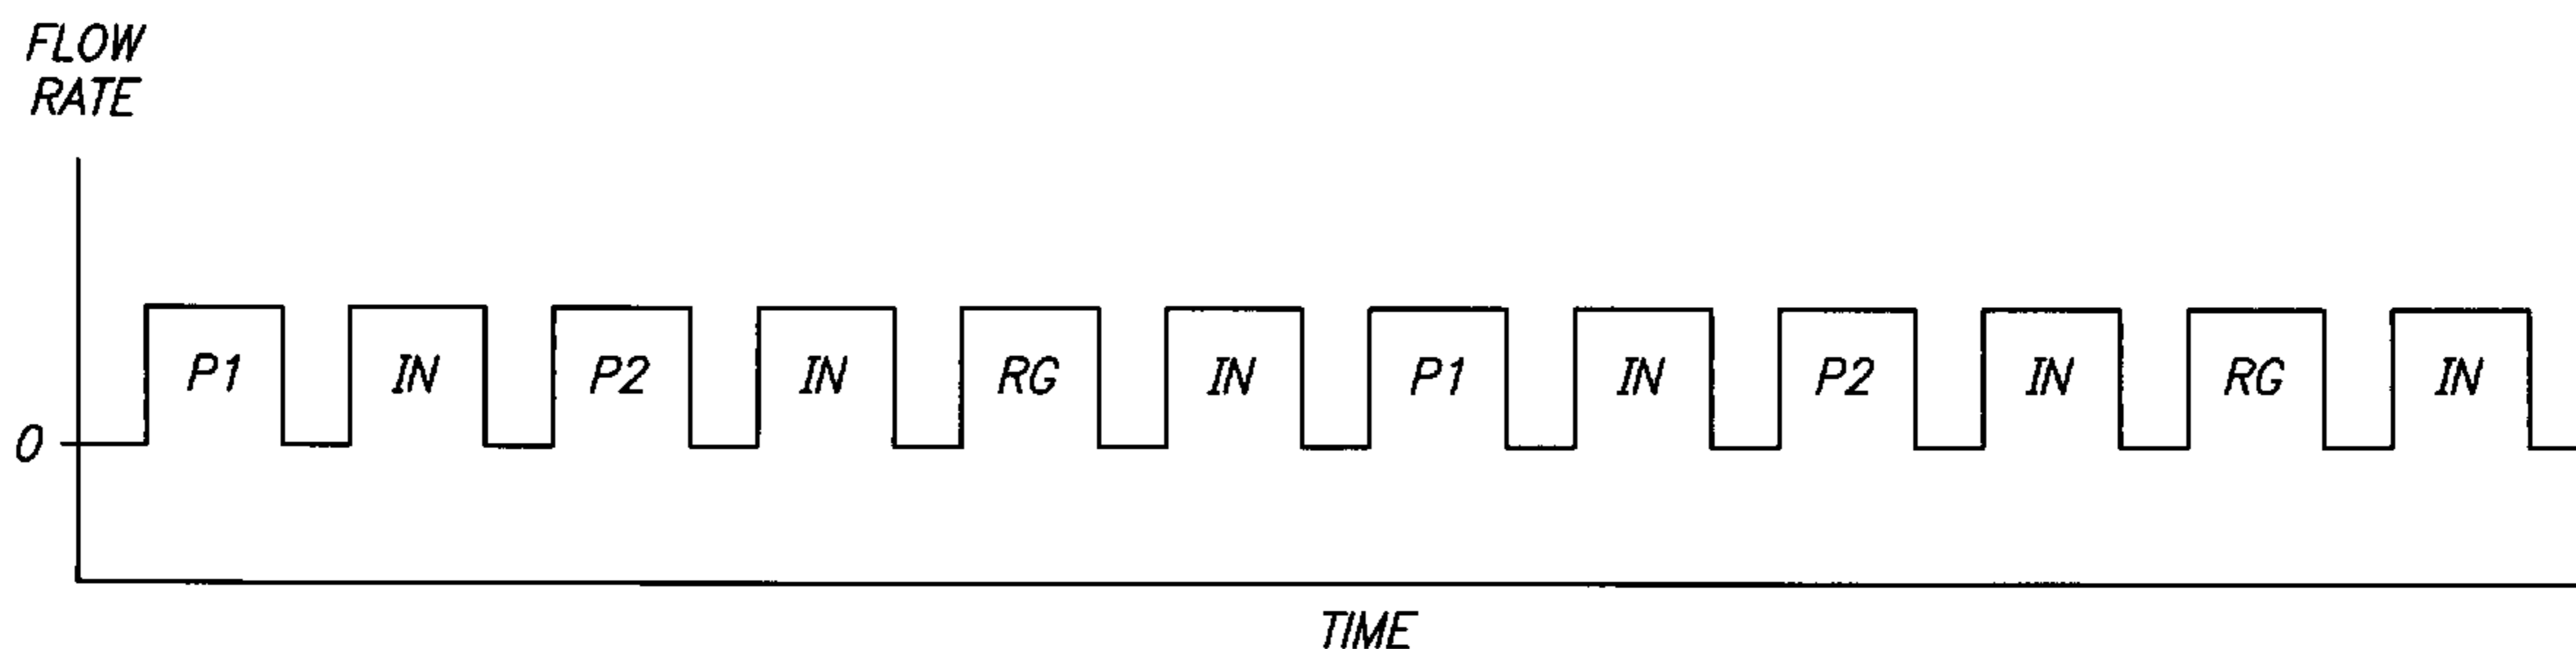 FLOW
RATE
P1 IN P2 IN RG IN P1 IN P2 IN RG IN
0
TIME